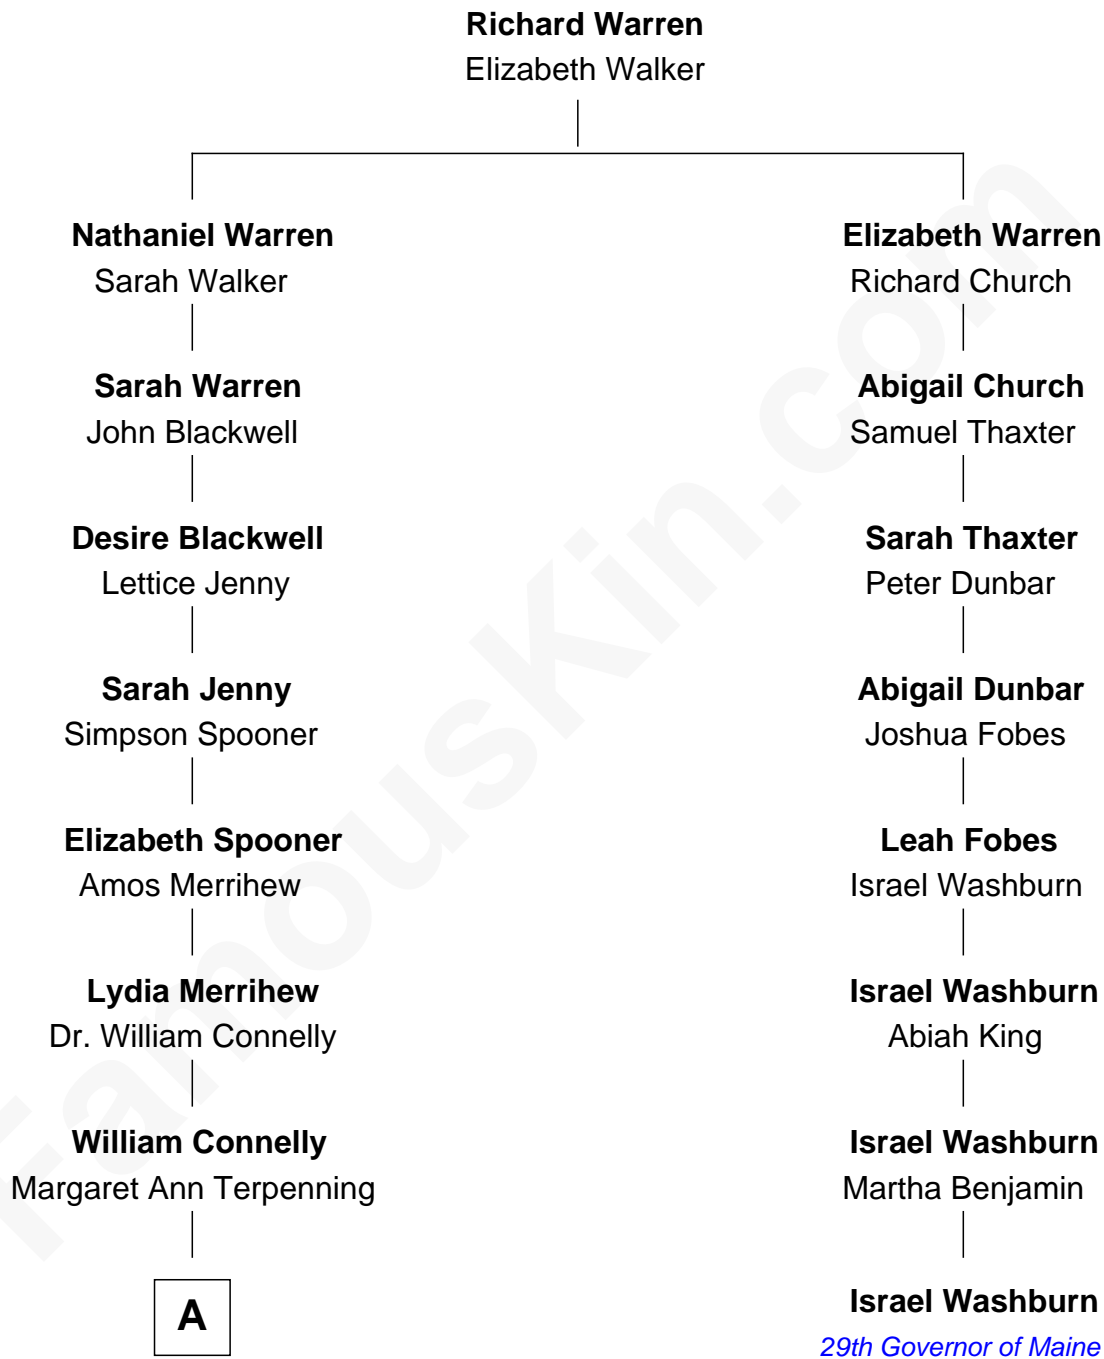 Richard Warren
Elizabeth Walker
Nathaniel Warren
Sarah Walker
Elizabeth Warren
Richard Church
Sarah Warren
John Blackwell
Abigail Church
Samuel Thaxter
Desire Blackwell
Lettice Jenny
Sarah Thaxter
Peter Dunbar
Sarah Jenny
Simpson Spooner
Abigail Dunbar
Joshua Fobes
Elizabeth Spooner
Amos Merrihew
Leah Fobes
Israel Washburn
Lydia Merrihew
Dr. William Connelly
Israel Washburn
Abiah King
William Connelly
Margaret Ann Terpenning
Israel Washburn
Martha Benjamin
A
Israel Washburn
29th Governor of Maine
FamousKin.com